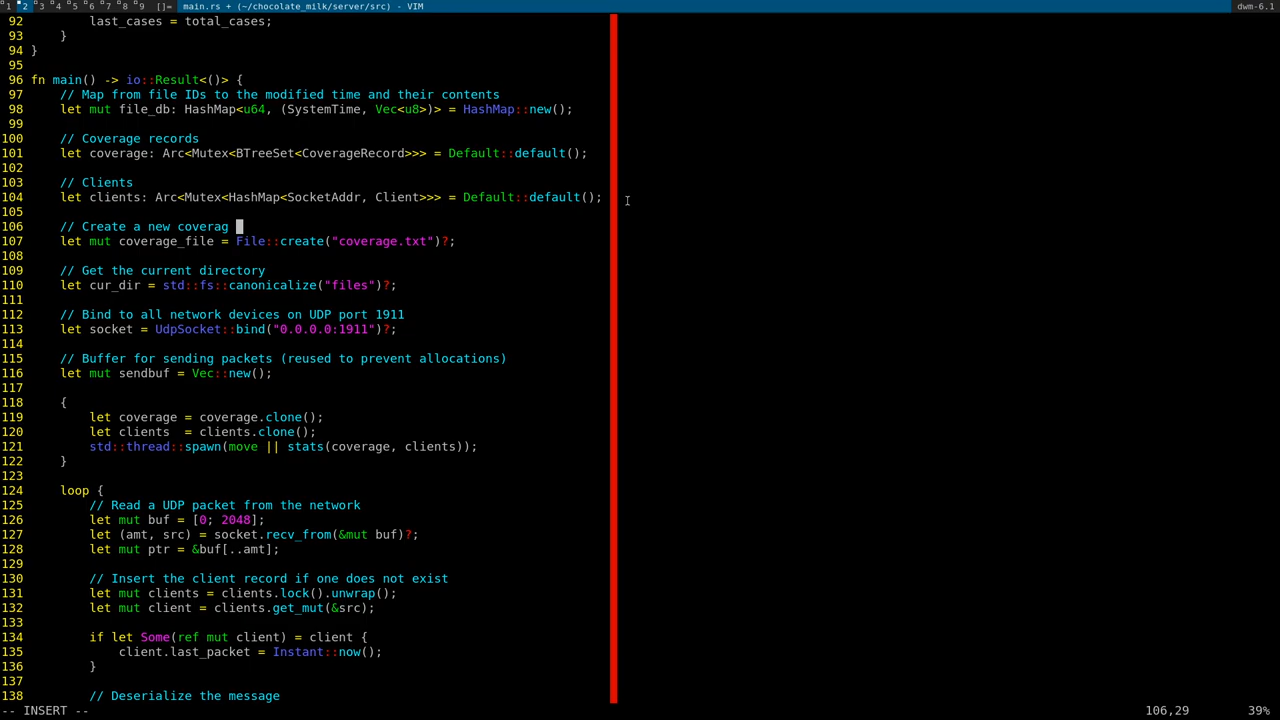 1 2 3 4 5 6 7 8 9 []= main.rs + (~/chocolate_milk/server/src) - VIM dwm-6.1
92         last_cases = total_cases;
93     }
94 }
95
96 fn main() -> io::Result<()> {
97     // Map from file IDs to the modified time and their contents
98     let mut file_db: HashMap<u64, (SystemTime, Vec<u8>)> = HashMap::new();
99
100     // Coverage records
101     let coverage: Arc<Mutex<BTreeSet<CoverageRecord>>> = Default::default();
102
103     // Clients
104     let clients: Arc<Mutex<HashMap<SocketAddr, Client>>> = Default::default();
105
106     // Create a new coverag
107     let mut coverage_file = File::create("coverage.txt")?;
108
109     // Get the current directory
110     let cur_dir = std::fs::canonicalize("files")?;
111
112     // Bind to all network devices on UDP port 1911
113     let socket = UdpSocket::bind("0.0.0.0:1911")?;
114
115     // Buffer for sending packets (reused to prevent allocations)
116     let mut sendbuf = Vec::new();
117
118     {
119         let coverage = coverage.clone();
120         let clients  = clients.clone();
121         std::thread::spawn(move || stats(coverage, clients));
122     }
123
124     loop {
125         // Read a UDP packet from the network
126         let mut buf = [0; 2048];
127         let (amt, src) = socket.recv_from(&mut buf)?;
128         let mut ptr = &buf[..amt];
129
130         // Insert the client record if one does not exist
131         let mut clients = clients.lock().unwrap();
132         let mut client = clients.get_mut(&src);
133
134         if let Some(ref mut client) = client {
135             client.last_packet = Instant::now();
136         }
137
138         // Deserialize the message
-- INSERT -- 106,29 39%